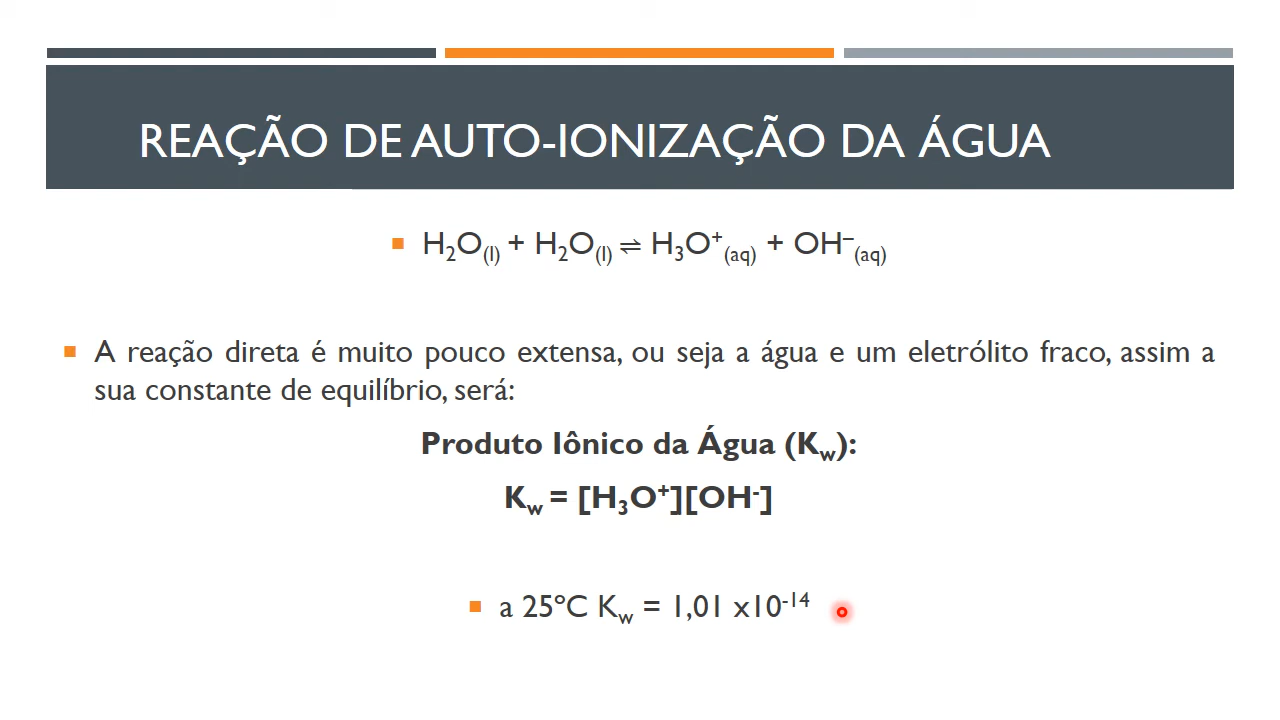 REAÇÃO DE AUTO-IONIZAÇÃO DA ÁGUA
H₂O(l) + H₂O(l) ⇌ H₃O⁺(aq) + OH⁻(aq)
A reação direta é muito pouco extensa, ou seja a água e um eletrólito fraco, assim a
sua constante de equilíbrio, será:
Produto Iônico da Água (Kw):
Kw = [H₃O⁺][OH⁻]
a 25ºC Kw = 1,01 x10⁻¹⁴